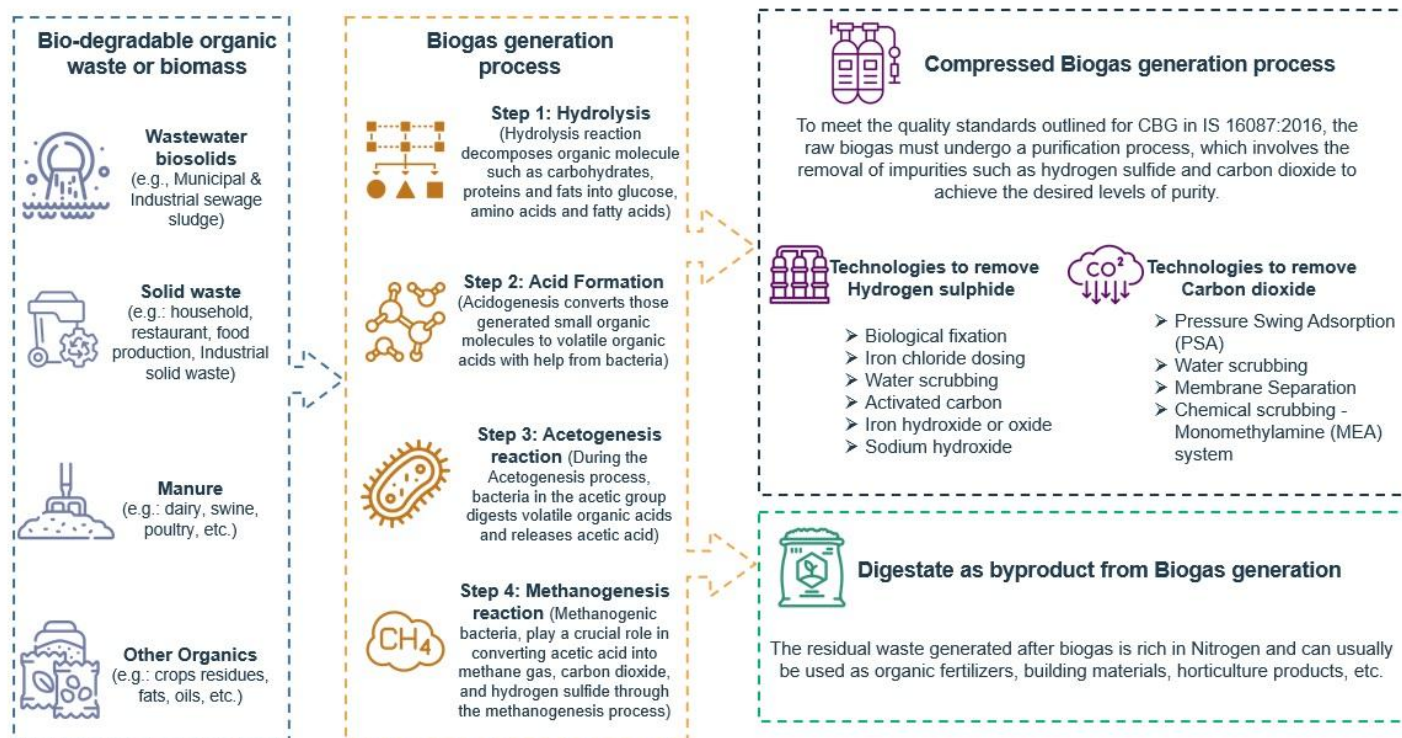 Bio-degradable organic
waste or biomass
Wastewater
biosolids
(e.g., Municipal &
Industrial sewage
sludge)
Solid waste
(e.g.: household,
restaurant, food
production, Industrial
solid waste)
Manure
(e.g.: dairy, swine,
poultry, etc.)
Other Organics
(e.g.: crops residues,
fats, oils, etc.)
Biogas generation
process
Step 1: Hydrolysis
(Hydrolysis reaction
decomposes organic molecule
such as carbohydrates,
proteins and fats into glucose,
amino acids and fatty acids)
Step 2: Acid Formation
(Acidogenesis converts those
generated small organic
molecules to volatile organic
acids with help from bacteria)
Step 3: Acetogenesis
reaction (During the
Acetogenesis process,
bacteria in the acetic group
digests volatile organic acids
and releases acetic acid)
CH4
Step 4: Methanogenesis
reaction (Methanogenic
bacteria, play a crucial role in
converting acetic acid into
methane gas, carbon dioxide,
and hydrogen sulfide through
the methanogenesis process)
Compressed Biogas generation process
To meet the quality standards outlined for CBG in IS 16087:2016, the
raw biogas must undergo a purification process, which involves the
removal of impurities such as hydrogen sulfide and carbon dioxide to
achieve the desired levels of purity.
Technologies to remove
Hydrogen sulphide
➢ Biological fixation
➢ Iron chloride dosing
➢ Water scrubbing
➢ Activated carbon
➢ Iron hydroxide or oxide
➢ Sodium hydroxide
CO2
Technologies to remove
Carbon dioxide
➢ Pressure Swing Adsorption
(PSA)
➢ Water scrubbing
➢ Membrane Separation
➢ Chemical scrubbing -
Monomethylamine (MEA)
system
Digestate as byproduct from Biogas generation
The residual waste generated after biogas is rich in Nitrogen and can usually
be used as organic fertilizers, building materials, horticulture products, etc.